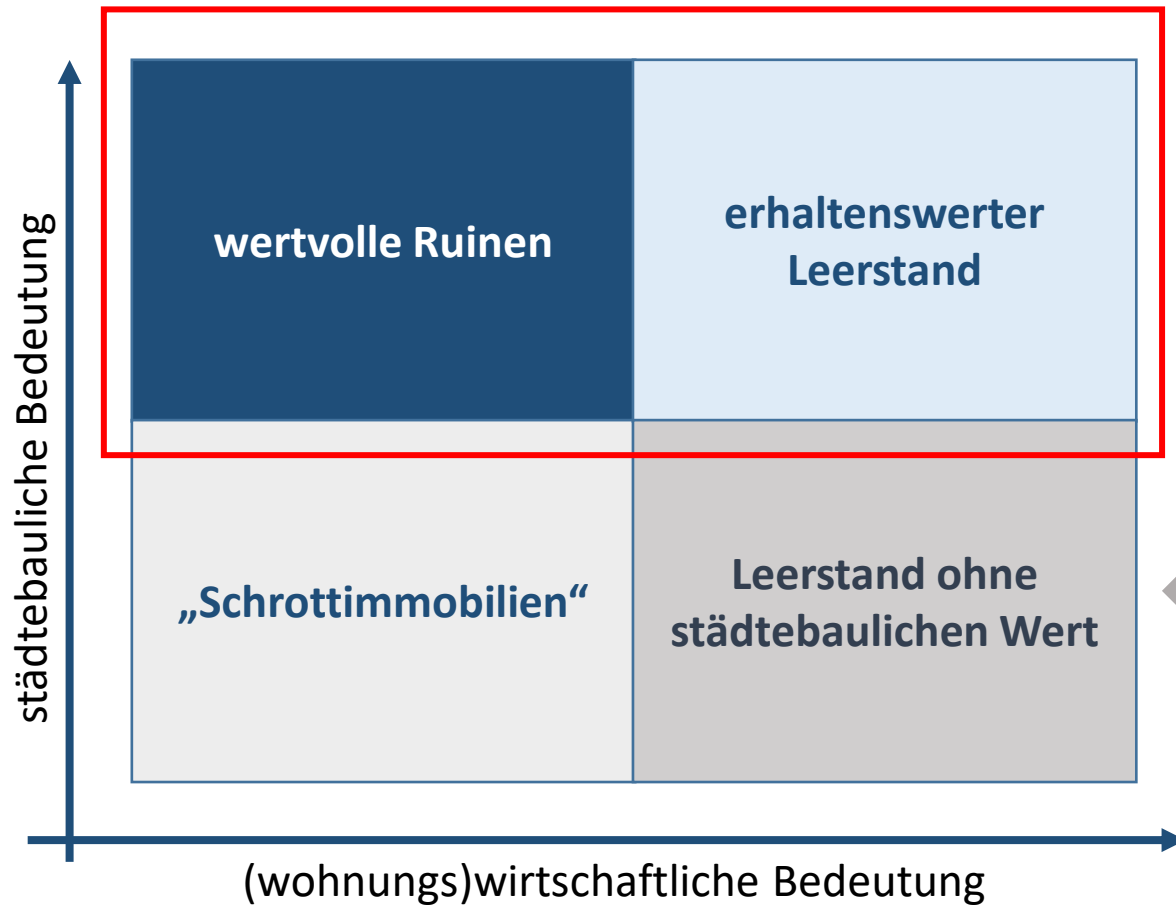 städtebauliche Bedeutung
wertvolle Ruinen
erhaltenswerter
Leerstand
„Schrottimmobilien“
Leerstand ohne
städtebaulichen Wert
(wohnungs)wirtschaftliche Bedeutung